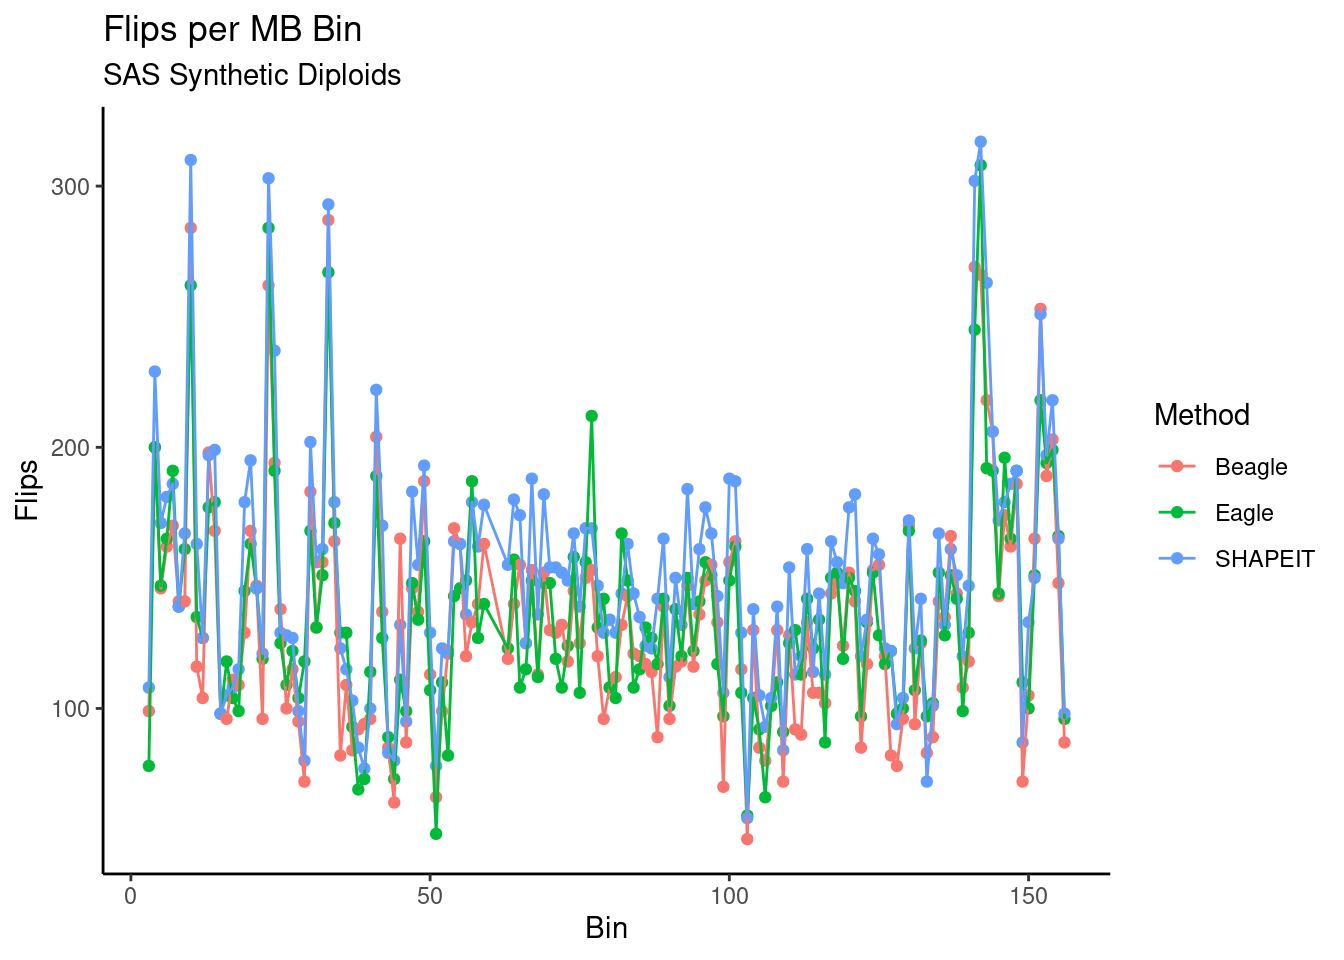 Flips per MB Bin
SAS Synthetic Diploids
300
200
100
Flips
0
50
100
150
Bin
Method
Beagle
Eagle
SHAPEIT